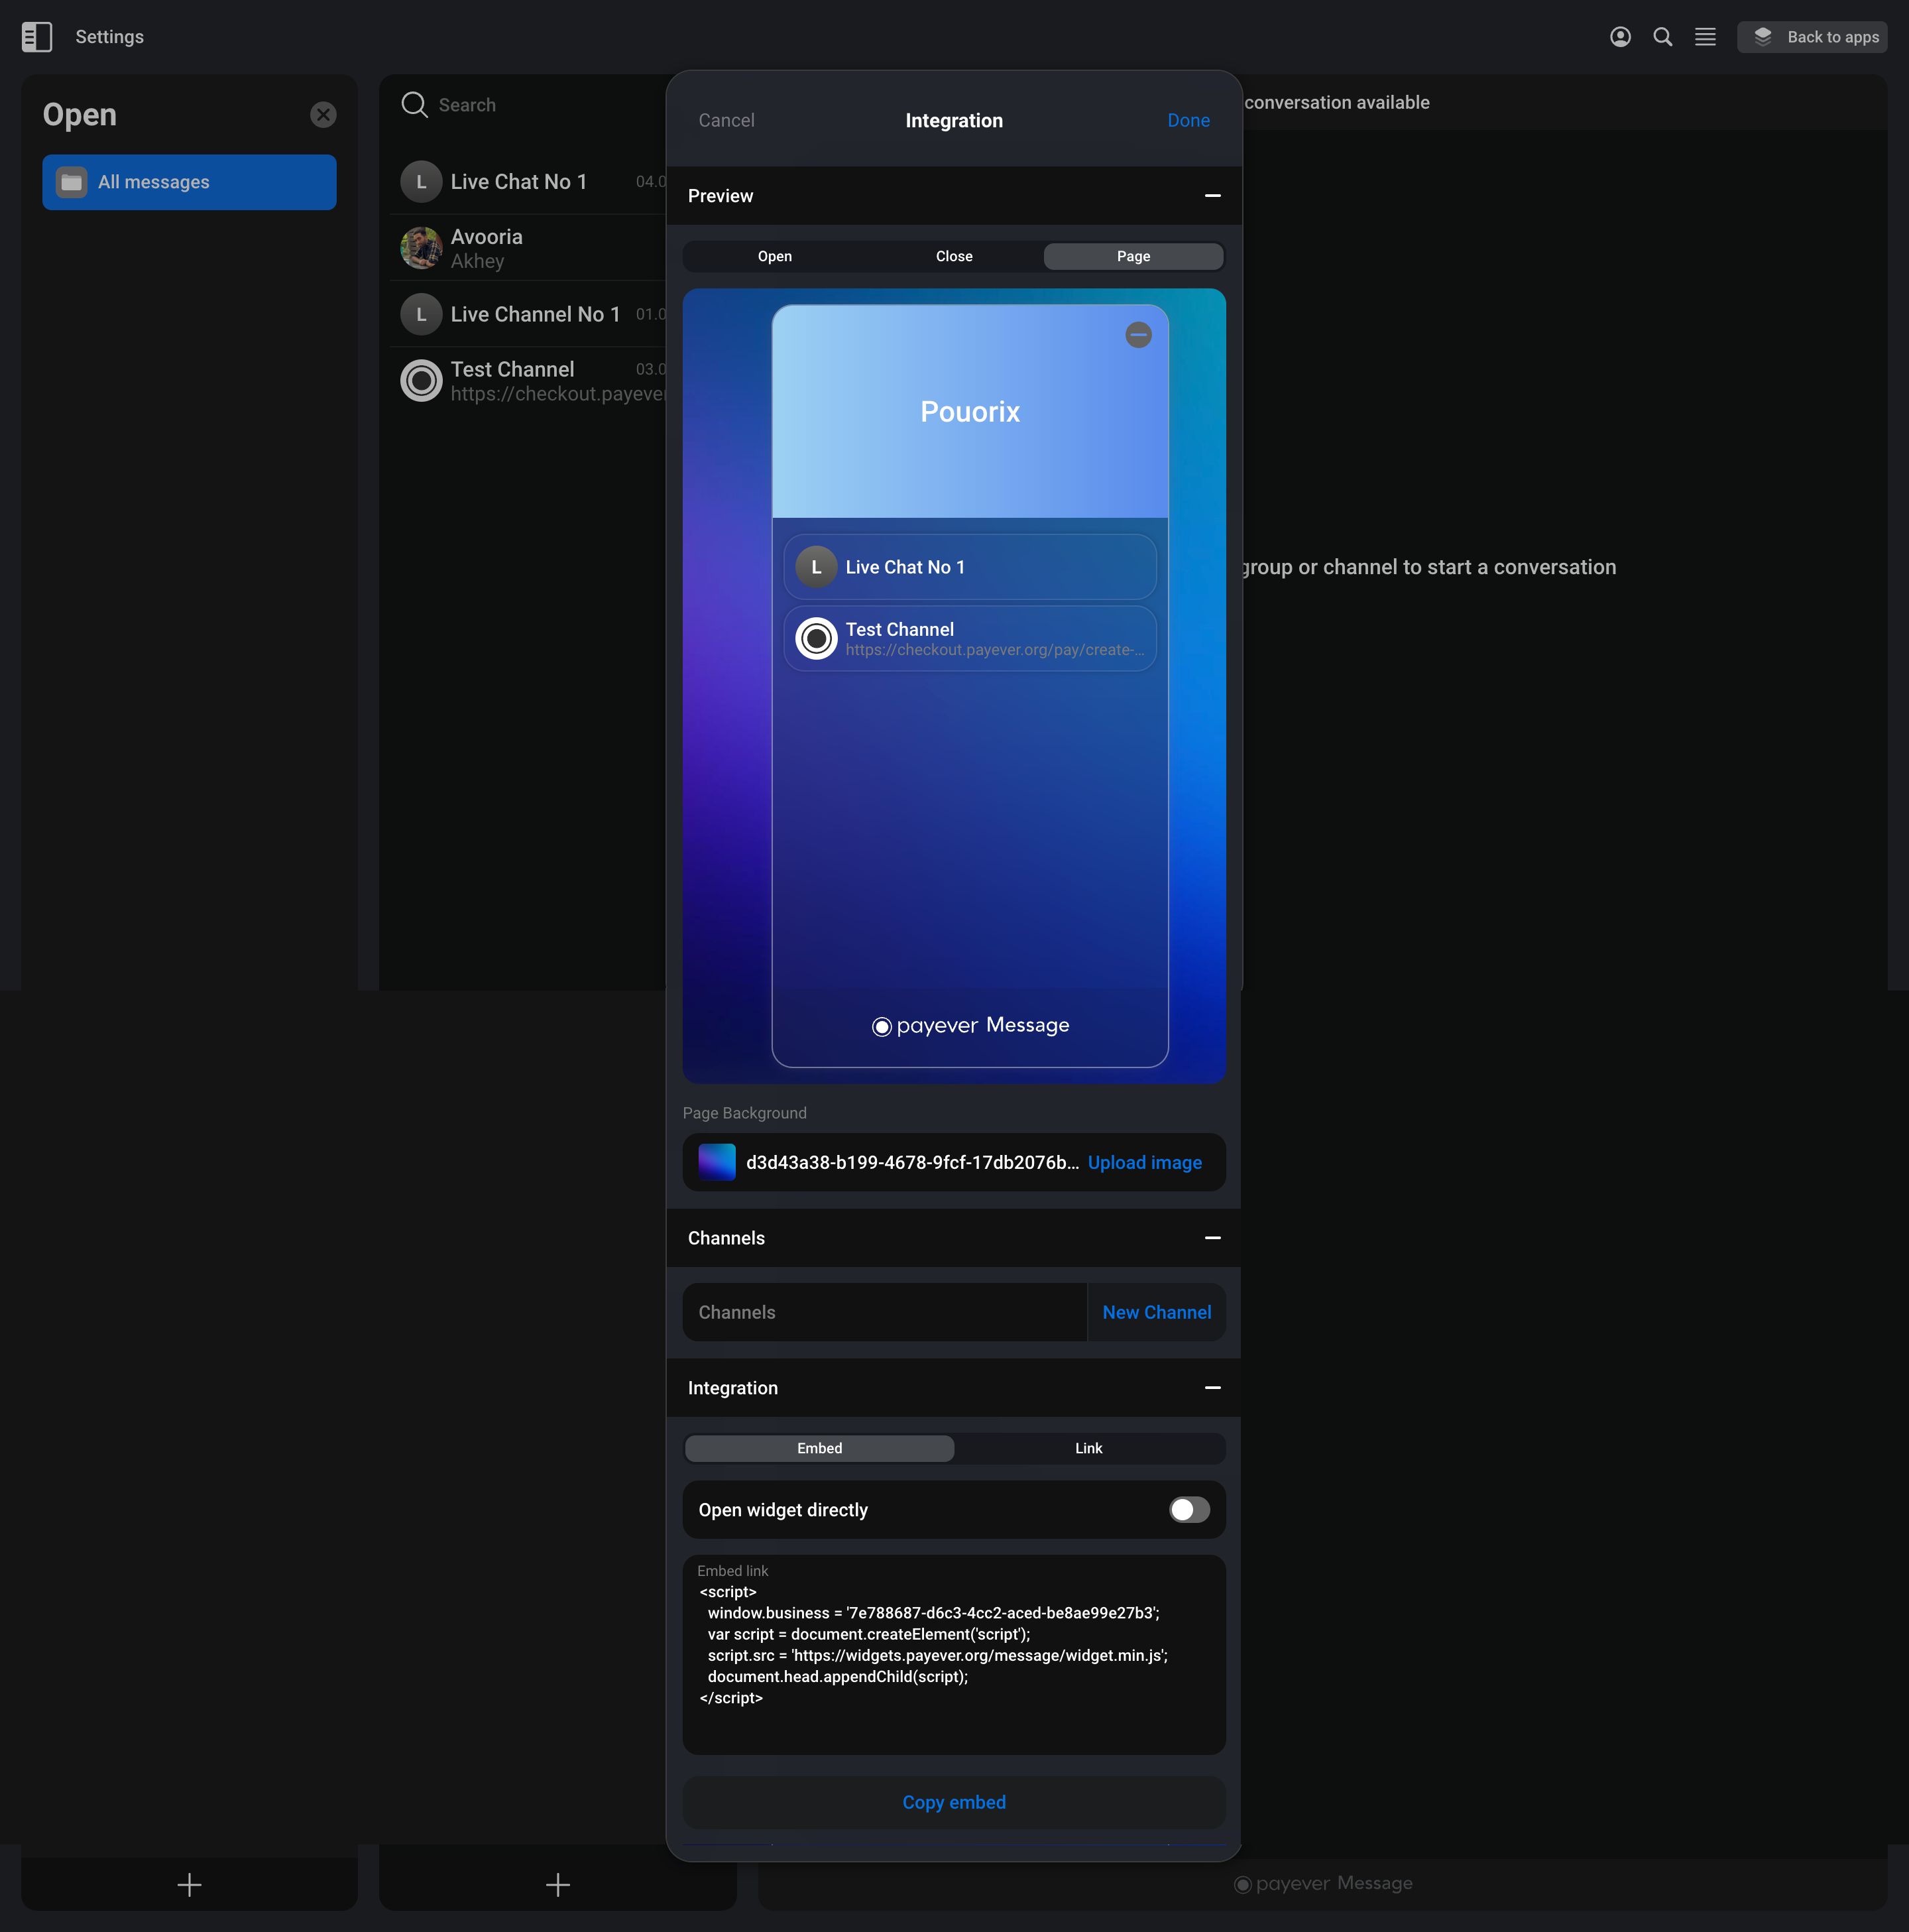 Settings
Back to apps
Open
All messages
Search
L
Live Chat No 1
04.0
Avooria
Akhey
L
Live Channel No 1
01.0
Test Channel
03.0
https://checkout.payever
conversation available
group or channel to start a conversation
Cancel
Integration
Done
Preview
Open
Close
Page
Pouorix
L
Live Chat No 1
Test Channel
https://checkout.payever.org/pay/create-...
payever Message
Page Background
d3d43a38-b199-4678-9fcf-17db2076b...
Upload image
Channels
Channels
New Channel
Integration
Embed
Link
Open widget directly
Embed link
<script>
window.business = '7e788687-d6c3-4cc2-aced-be8ae99e27b3';
var script = document.createElement('script');
script.src = 'https://widgets.payever.org/message/widget.min.js';
document.head.appendChild(script);
</script>
Copy embed
payever Message